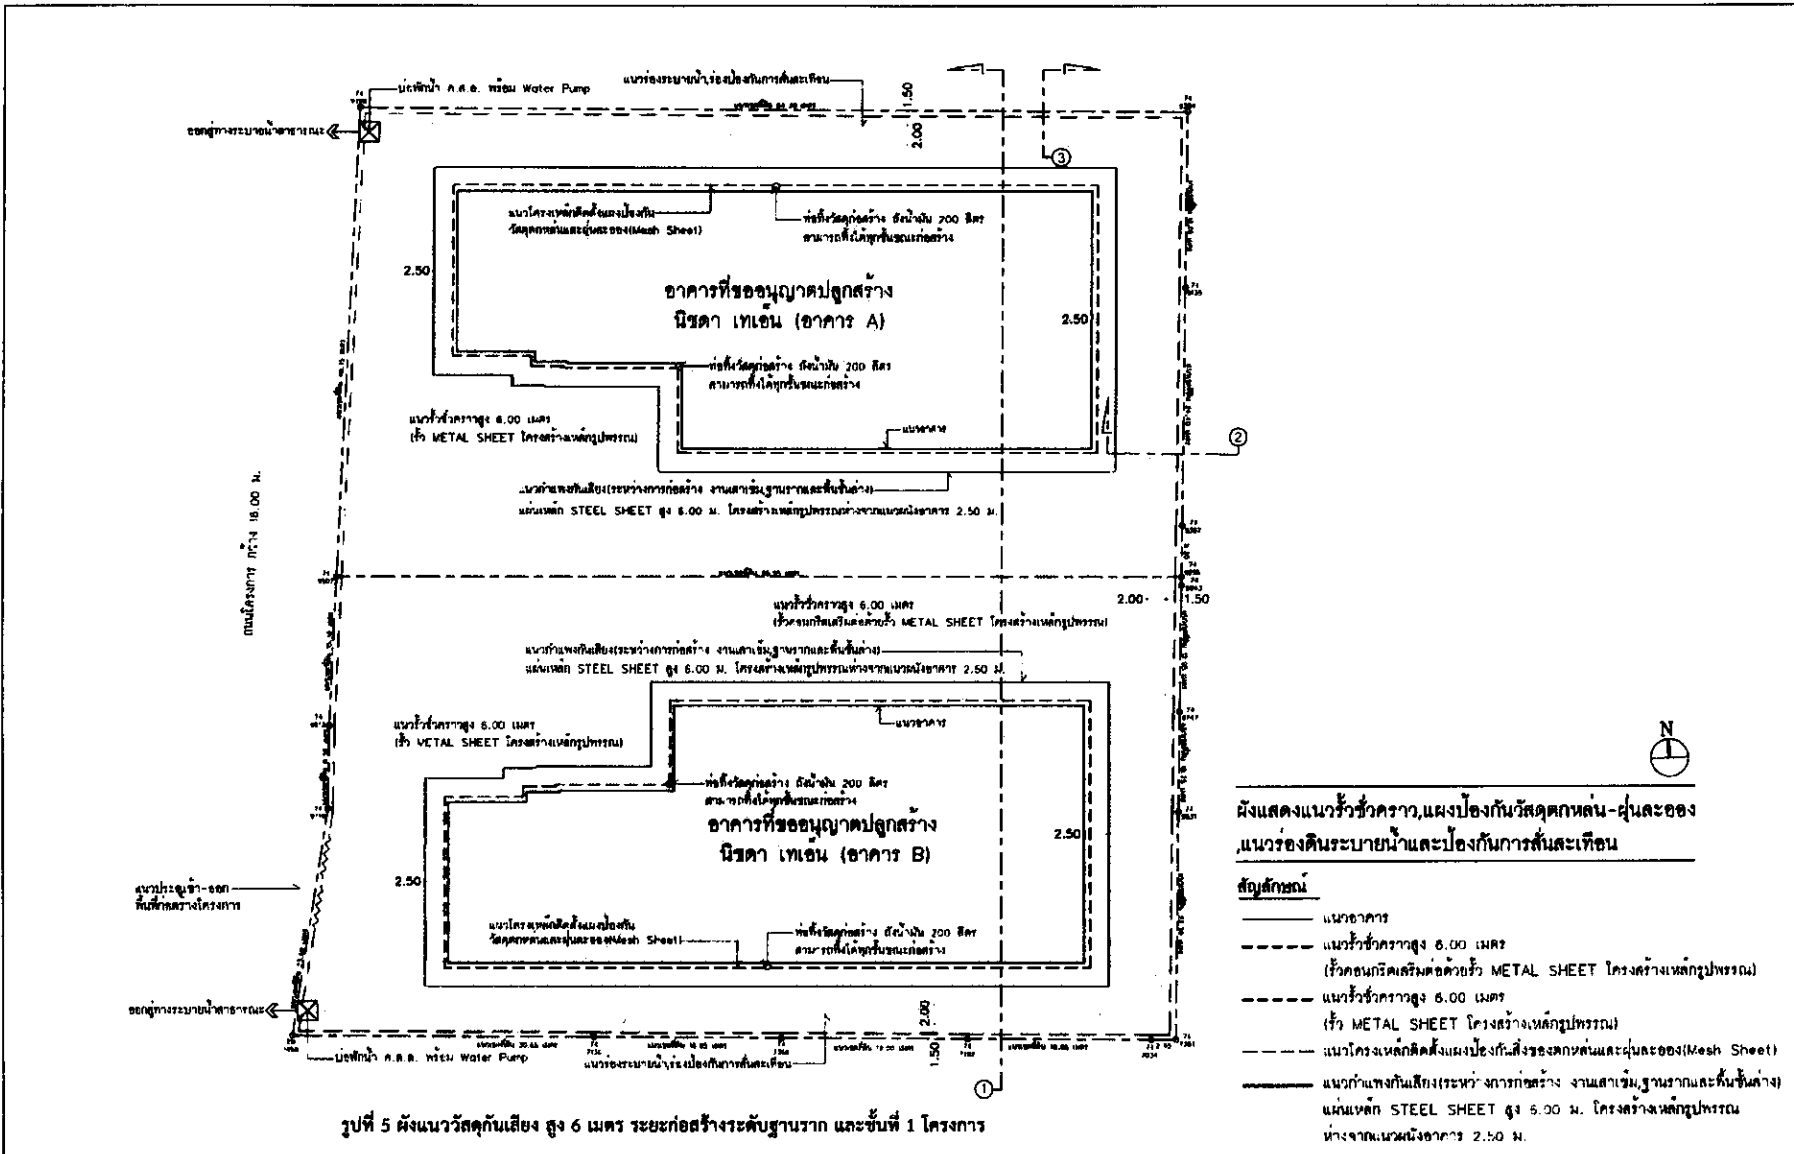 แนวร่องระบายน้ำ,ร่องป้องกันการสั่นสะเทือน
บ่อพักน้ำ ค.ส.ล. พร้อม Water Pump
1.50
2.00
ออกสู่ทางระบายน้ำสาธารณะ
3
แนวโครงเหล็กติดตั้งแผงป้องกัน
วัสดุตกหล่นและฝุ่นละออง(Mesh Sheet)
ท่อทิ้งวัสดุก่อสร้าง ถังน้ำมัน 200 ลิตร
สามารถทิ้งได้ทุกชั้นขณะก่อสร้าง
2.50
อาคารที่ขออนุญาตปลูกสร้าง
นิชดา เทเอ็น (อาคาร A)
2.50
ท่อทิ้งวัสดุก่อสร้าง ถังน้ำมัน 200 ลิตร
สามารถทิ้งได้ทุกชั้นขณะก่อสร้าง
แนวรั้วชั่วคราวสูง 6.00 เมตร
(รั้ว METAL SHEET โครงสร้างเหล็กรูปพรรณ)
แนวอาคาร
2
แนวกำแพงกันเสียง(ระหว่างการก่อสร้าง งานเสาเข็ม,ฐานรากและพื้นชั้นล่าง)
แผ่นเหล็ก STEEL SHEET สูง 6.00 ม. โครงสร้างเหล็กรูปพรรณห่างจากแนวผนังอาคาร 2.50 ม.
ถนนโครงการ กว้าง 16.00 ม.
2.00
1.50
แนวรั้วชั่วคราวสูง 6.00 เมตร
(รั้วคอนกรีตเสริมต่อด้วยรั้ว METAL SHEET โครงสร้างเหล็กรูปพรรณ)
แนวกำแพงกันเสียง(ระหว่างการก่อสร้าง งานเสาเข็ม,ฐานรากและพื้นชั้นล่าง)
แผ่นเหล็ก STEEL SHEET สูง 6.00 ม. โครงสร้างเหล็กรูปพรรณห่างจากแนวผนังอาคาร 2.50 ม.
แนวรั้วชั่วคราวสูง 6.00 เมตร
(รั้ว METAL SHEET โครงสร้างเหล็กรูปพรรณ)
แนวอาคาร
ท่อทิ้งวัสดุก่อสร้าง ถังน้ำมัน 200 ลิตร
สามารถทิ้งได้ทุกชั้นขณะก่อสร้าง
อาคารที่ขออนุญาตปลูกสร้าง
นิชดา เทเอ็น (อาคาร B)
2.50
2.50
แนวประตูเข้า-ออก
พื้นที่ก่อสร้างโครงการ
แนวโครงเหล็กติดตั้งแผงป้องกัน
วัสดุตกหล่นและฝุ่นละออง(Mesh Sheet)
ท่อทิ้งวัสดุก่อสร้าง ถังน้ำมัน 200 ลิตร
สามารถทิ้งได้ทุกชั้นขณะก่อสร้าง
ออกสู่ทางระบายน้ำสาธารณะ
2.00
1.50
บ่อพักน้ำ ค.ส.ล. พร้อม Water Pump
แนวร่องระบายน้ำ,ร่องป้องกันการสั่นสะเทือน
1
รูปที่ 5 ผังแนววัสดุกันเสียง สูง 6 เมตร ระยะก่อสร้างระดับฐานราก และชั้นที่ 1 โครงการ
N
ผังแสดงแนวรั้วชั่วคราว,แผงป้องกันวัสดุตกหล่น-ฝุ่นละออง
,แนวร่องดินระบายน้ำและป้องกันการสั่นสะเทือน
สัญลักษณ์
แนวอาคาร
แนวรั้วชั่วคราวสูง 6.00 เมตร
(รั้วคอนกรีตเสริมต่อด้วยรั้ว METAL SHEET โครงสร้างเหล็กรูปพรรณ)
แนวรั้วชั่วคราวสูง 6.00 เมตร
(รั้ว METAL SHEET โครงสร้างเหล็กรูปพรรณ)
แนวโครงเหล็กติดตั้งแผงป้องกันสิ่งของตกหล่นและฝุ่นละออง(Mesh Sheet)
แนวกำแพงกันเสียง(ระหว่างการก่อสร้าง งานเสาเข็ม,ฐานรากและพื้นชั้นล่าง)
แผ่นเหล็ก STEEL SHEET สูง 6.00 ม. โครงสร้างเหล็กรูปพรรณ
ห่างจากแนวผนังอาคาร 2.50 ม.